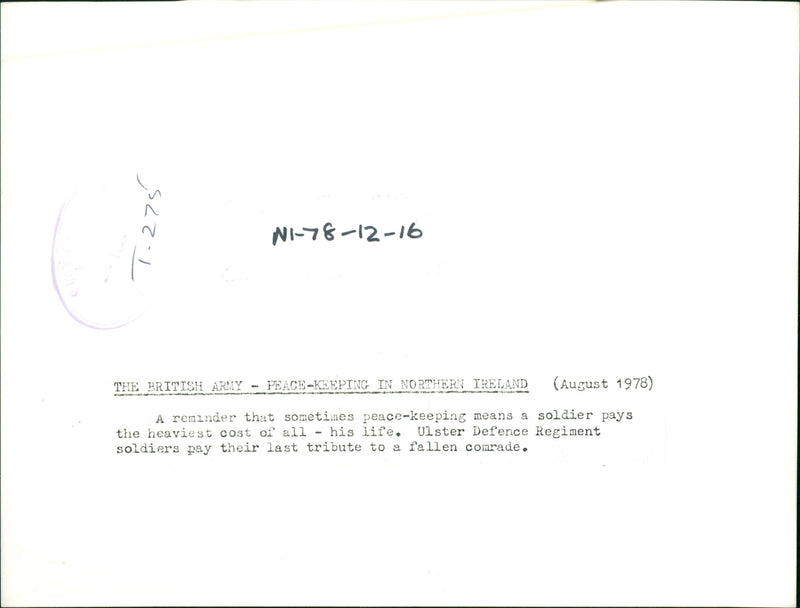 T.275
NI-78-12-16
THE BRITISH ARMY - PEACE-KEEPING IN NORTHERN IRELAND (August 1978)
A reminder that sometimes peace-keeping means a soldier pays
the heaviest cost of all - his life. Ulster Defence Regiment
soldiers pay their last tribute to a fallen comrade.